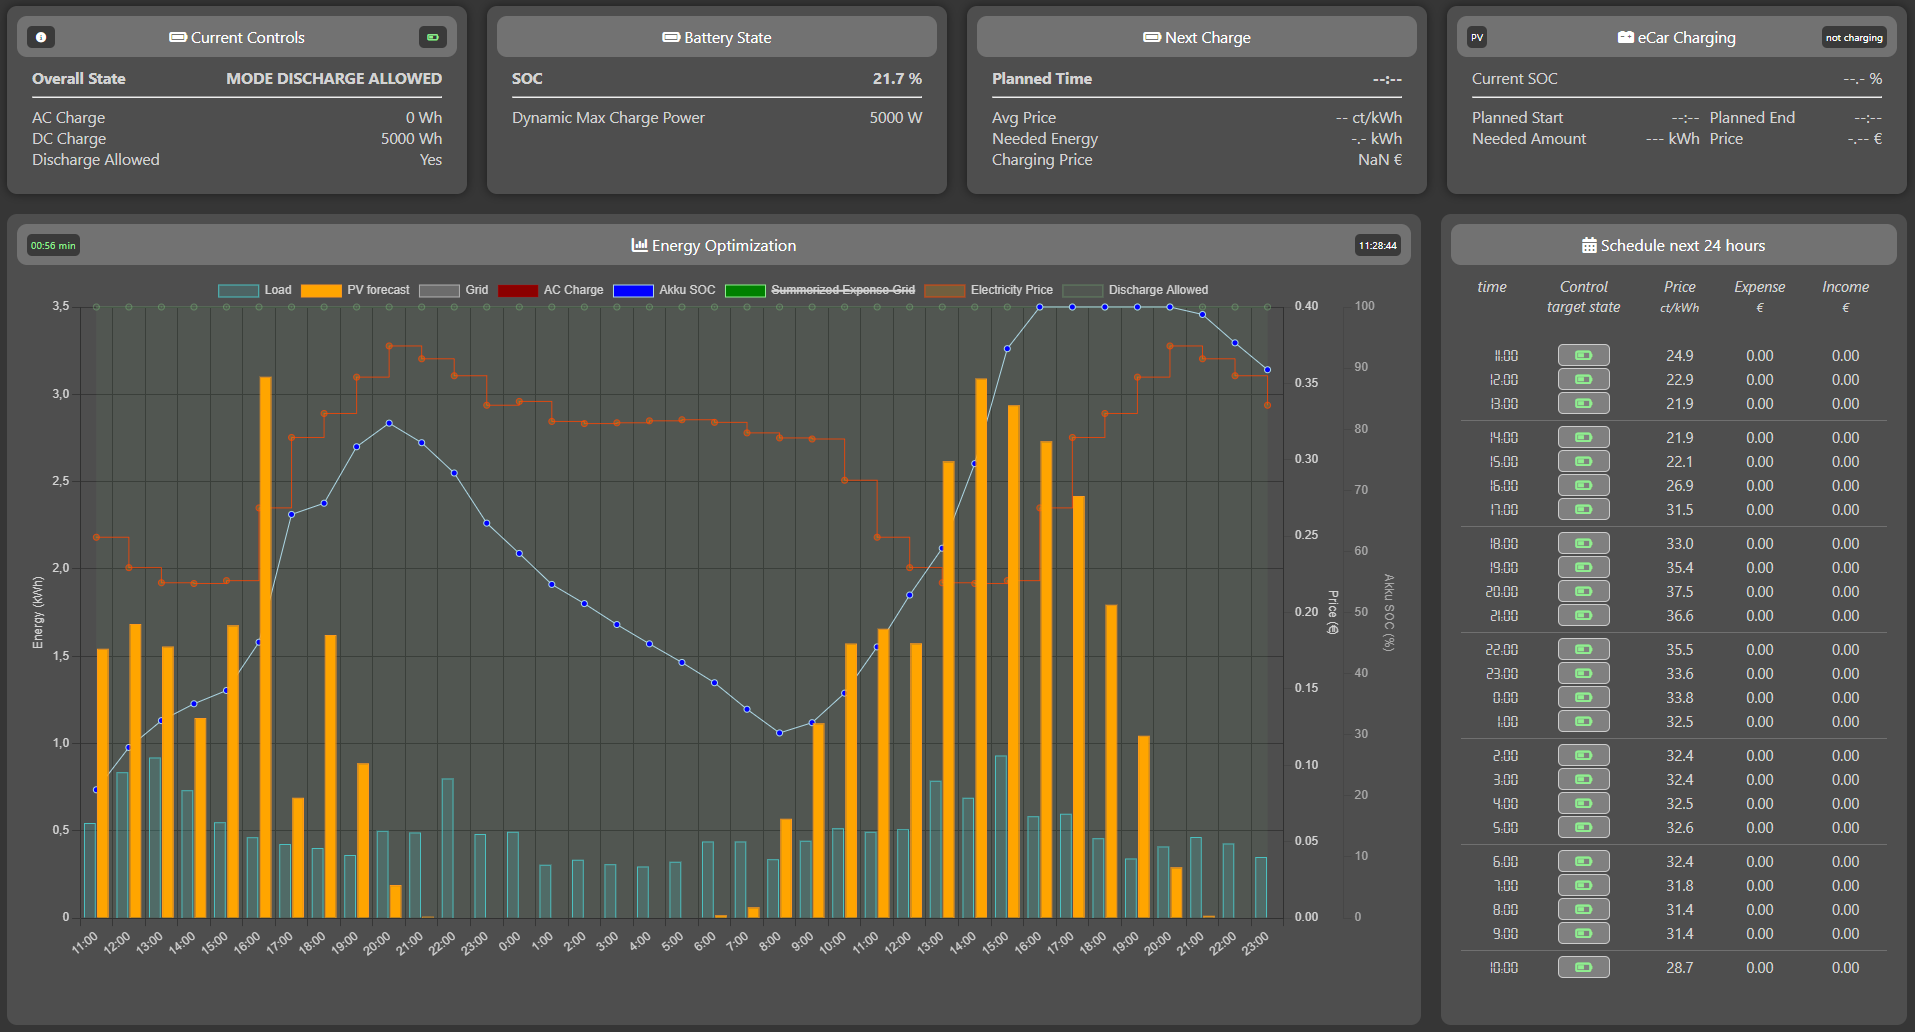 Current Controls
Overall State MODE DISCHARGE ALLOWED
AC Charge 0 Wh
DC Charge 5000 Wh
Discharge Allowed Yes
Battery State
SOC 21.7 %
Dynamic Max Charge Power 5000 W
Next Charge
Planned Time --:--
Avg Price -- ct/kWh
Needed Energy -.- kWh
Charging Price NaN €
PV eCar Charging not charging
Current SOC --.- %
Planned Start --:-- Planned End --:--
Needed Amount --- kWh Price -.-- €
00:56 min Energy Optimization 11:28:44
Load PV forecast Grid AC Charge Akku SOC Summerized Expense Grid Electricity Price Discharge Allowed
Energy (kWh)
3,5
3,0
2,5
2,0
1,5
1,0
0,5
0
0.40
0.35
0.30
0.25
0.20
0.15
0.10
0.05
0.00
Price (€)
100
90
80
70
60
50
40
30
20
10
0
Akku SOC (%)
11:00 12:00 13:00 14:00 15:00 16:00 17:00 18:00 19:00 20:00 21:00 22:00 23:00 0:00 1:00 2:00 3:00 4:00 5:00 6:00 7:00 8:00 9:00 10:00 11:00 12:00 13:00 14:00 15:00 16:00 17:00 18:00 19:00 20:00 21:00 22:00 23:00
Schedule next 24 hours
time Control Price Expense Income
target state ct/kWh € €
11:00 24.9 0.00 0.00
12:00 22.9 0.00 0.00
13:00 21.9 0.00 0.00
14:00 21.9 0.00 0.00
15:00 22.1 0.00 0.00
16:00 26.9 0.00 0.00
17:00 31.5 0.00 0.00
18:00 33.0 0.00 0.00
19:00 35.4 0.00 0.00
20:00 37.5 0.00 0.00
21:00 36.6 0.00 0.00
22:00 35.5 0.00 0.00
23:00 33.6 0.00 0.00
0:00 33.8 0.00 0.00
1:00 32.5 0.00 0.00
2:00 32.4 0.00 0.00
3:00 32.4 0.00 0.00
4:00 32.5 0.00 0.00
5:00 32.6 0.00 0.00
6:00 32.4 0.00 0.00
7:00 31.8 0.00 0.00
8:00 31.4 0.00 0.00
9:00 31.4 0.00 0.00
10:00 28.7 0.00 0.00